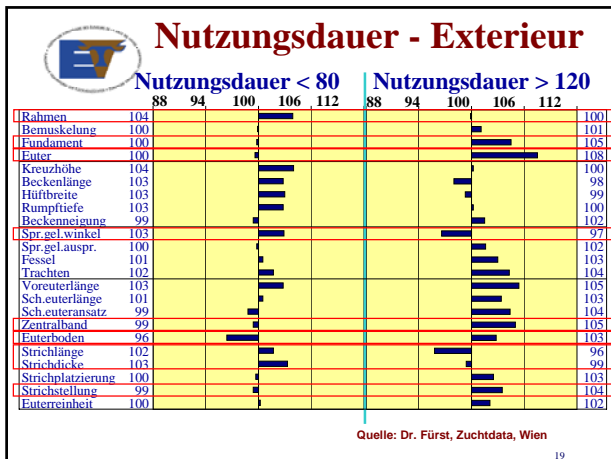 Nutzungsdauer - Exterieur
Nutzungsdauer < 80 Nutzungsdauer > 120
88 94 100 106 112 88 94 100 106 112
Rahmen 104 100
Bemuskelung 100 101
Fundament 100 105
Euter 100 108
Kreuzhöhe 104 100
Beckenlänge 103 98
Hüftbreite 103 99
Rumpftiefe 103 100
Beckenneigung 99 102
Spr.gel.winkel 103 97
Spr.gel.auspr. 100 102
Fessel 101 103
Trachten 102 104
Voreuterlänge 103 105
Sch.euterlänge 101 103
Sch.euteransatz 99 104
Zentralband 99 105
Euterboden 96 103
Strichlänge 102 96
Strichdicke 103 99
Strichplatzierung 100 103
Strichstellung 99 104
Euterreinheit 100 102
Quelle: Dr. Fürst, Zuchtdata, Wien
19